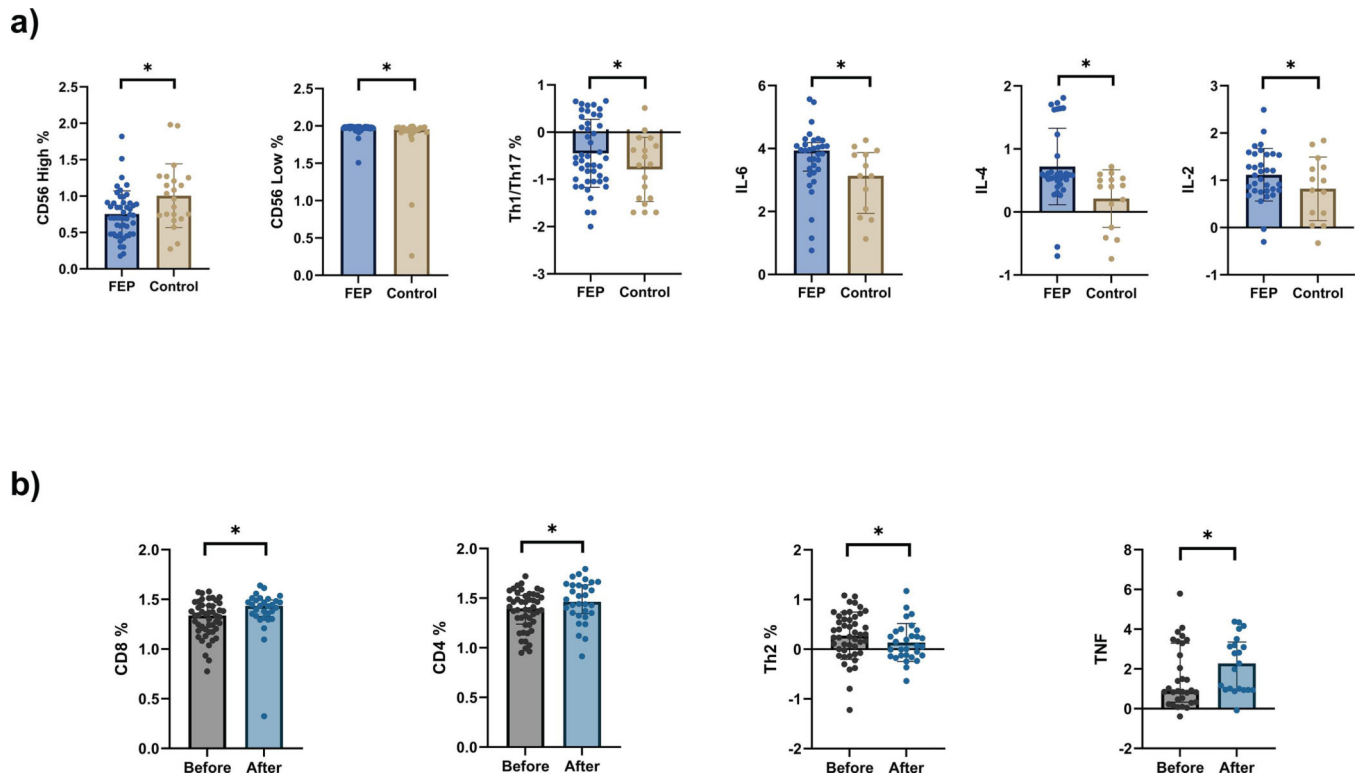 a)
*
CD56 High %
2.5
2.0
1.5
1.0
0.5
0.0
FEP Control
*
CD56 Low %
2.5
2.0
1.5
1.0
0.5
0.0
FEP Control
*
Th1/Th17 %
1
0
-1
-2
-3
FEP Control
*
IL-6
6
4
2
0
FEP Control
*
IL-4
2
1
0
-1
FEP Control
*
IL-2
3
2
1
0
-1
FEP Control
b)
*
CD8 %
2.0
1.5
1.0
1.5
0.0
Before After
*
CD4 %
2.0
1.5
1.0
1.5
0.0
Before After
*
Th2 %
2
1
0
-1
-2
Before After
*
TNF
8
6
4
2
0
-2
Before After